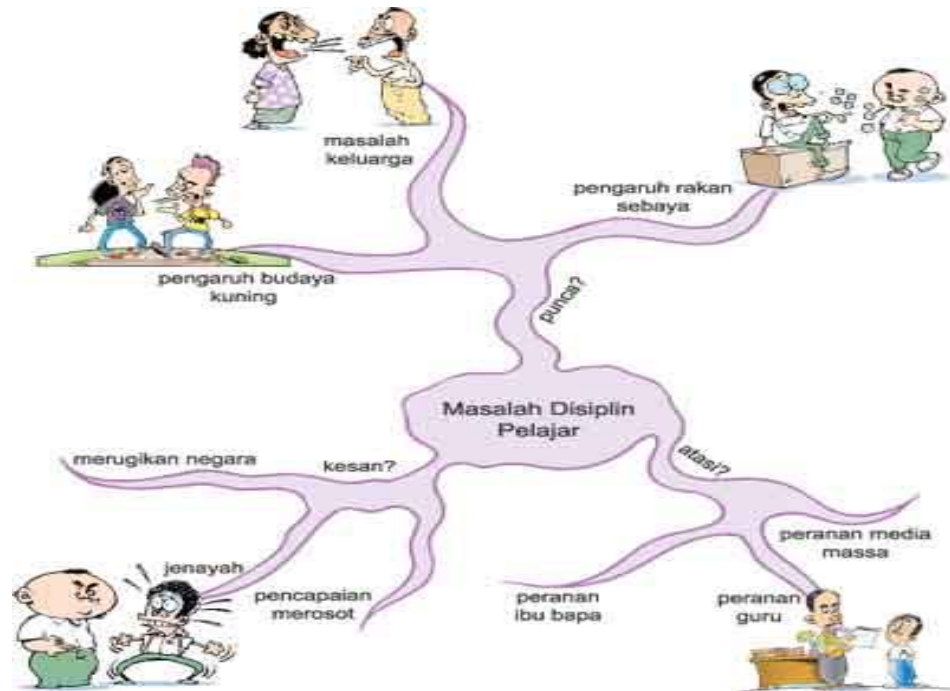 masalah
keluarga
pengaruh rakan
sebaya
pengaruh budaya
kuning
punca?
Masalah Disiplin
Pelajar
merugikan negara
kesan?
atasi?
peranan media
massa
jenayah
pencapaian
merosot
peranan
ibu bapa
peranan
guru